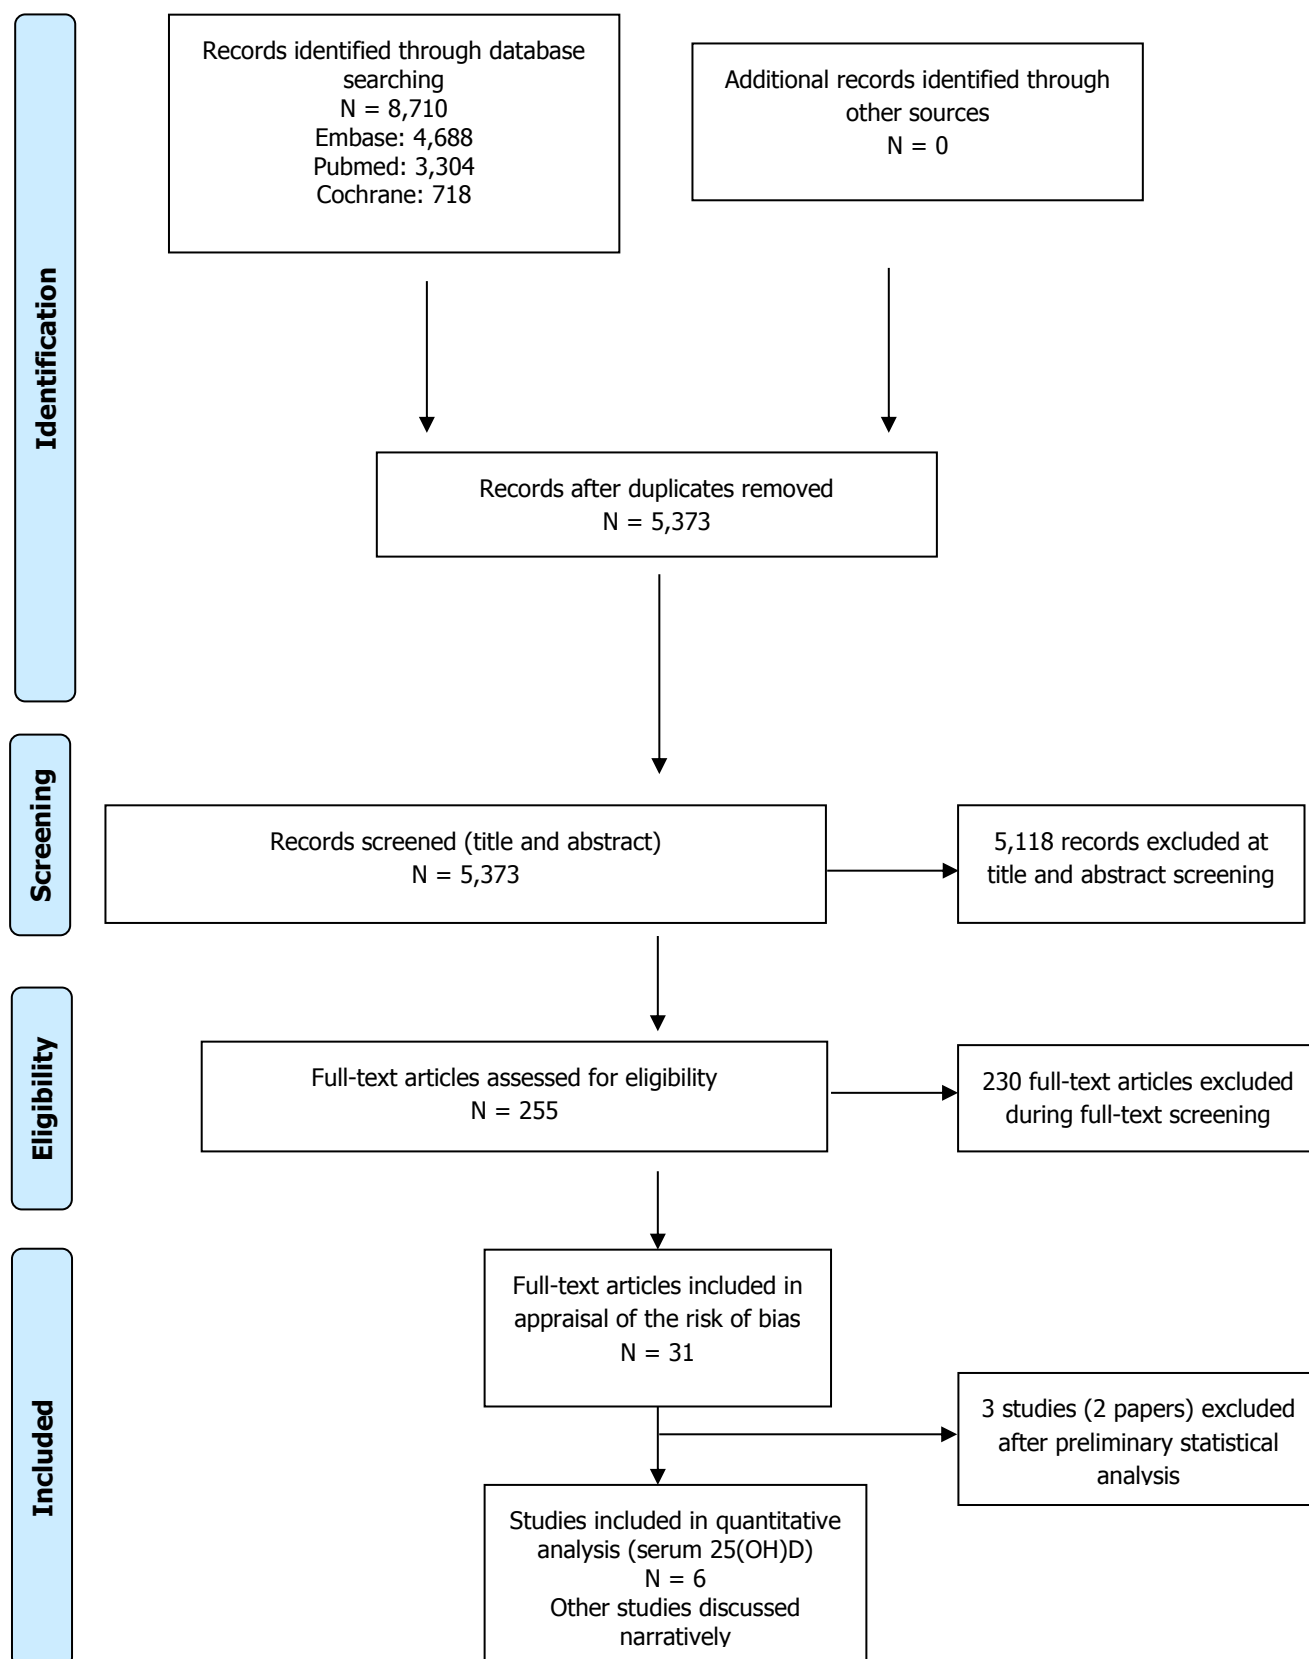 Identification
Records identified through database
searching
N = 8,710
Embase: 4,688
Pubmed: 3,304
Cochrane: 718
Additional records identified through
other sources
N = 0
Records after duplicates removed
N = 5,373
Screening
Records screened (title and abstract)
N = 5,373
5,118 records excluded at
title and abstract screening
Eligibility
Full-text articles assessed for eligibility
N = 255
230 full-text articles excluded
during full-text screening
Included
Full-text articles included in
appraisal of the risk of bias
N = 31
3 studies (2 papers) excluded
after preliminary statistical
analysis
Studies included in quantitative
analysis (serum 25(OH)D)
N = 6
Other studies discussed
narratively